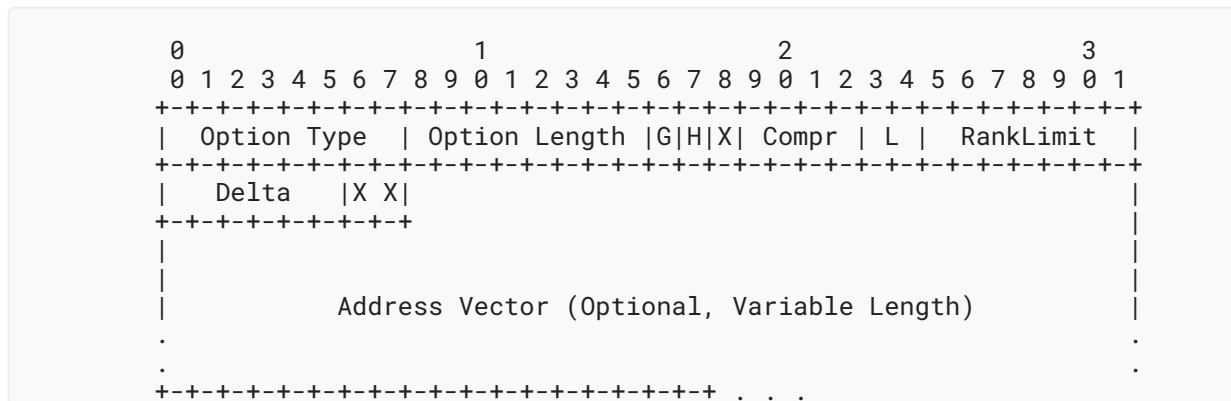 0                   1                   2                   3
 0 1 2 3 4 5 6 7 8 9 0 1 2 3 4 5 6 7 8 9 0 1 2 3 4 5 6 7 8 9 0 1
+-+-+-+-+-+-+-+-+-+-+-+-+-+-+-+-+-+-+-+-+-+-+-+-+-+-+-+-+-+-+-+-+
|  Option Type  | Option Length |G|H|X| Compr | L |  RankLimit  |
+-+-+-+-+-+-+-+-+-+-+-+-+-+-+-+-+-+-+-+-+-+-+-+-+-+-+-+-+-+-+-+-+
|   Delta   |X X|                                               |
+-+-+-+-+-+-+-+-+                                               |
|                                                               |
|                                                               |
|           Address Vector (Optional, Variable Length)          |
.                                                               .
.                                                               .
+-+-+-+-+-+-+-+-+-+-+-+-+-+-+-+-+-+-+ . . .